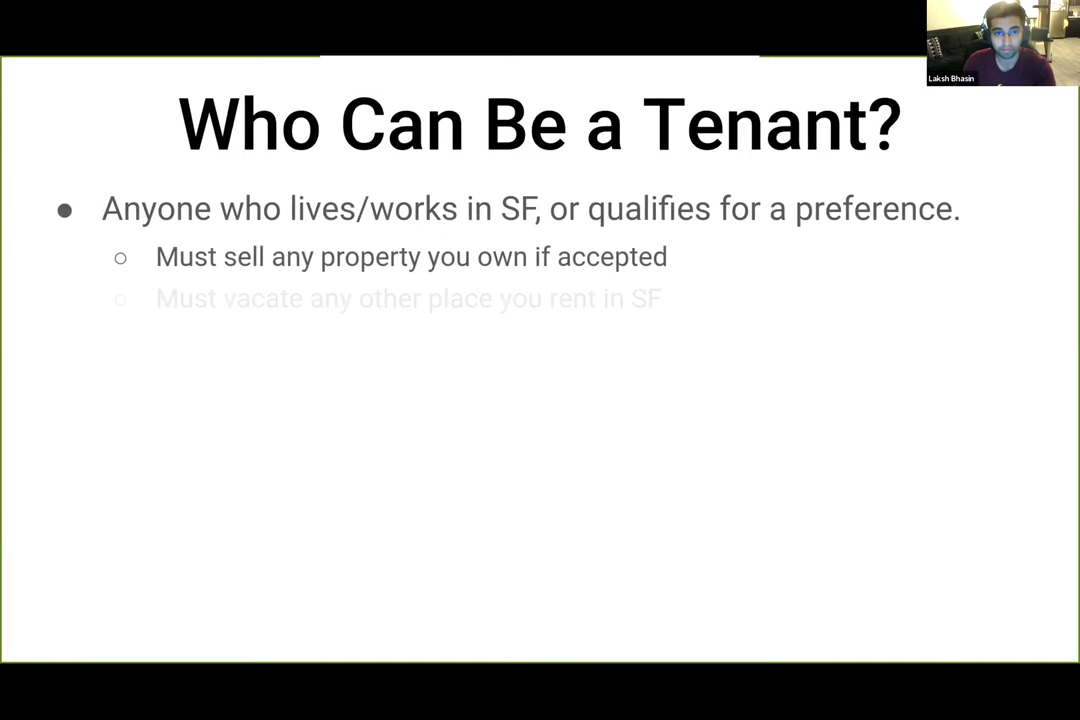 Laksh Bhasin
Who Can Be a Tenant?
● Anyone who lives/works in SF, or qualifies for a preference.
○ Must sell any property you own if accepted
○ Must vacate any other place you rent in SF